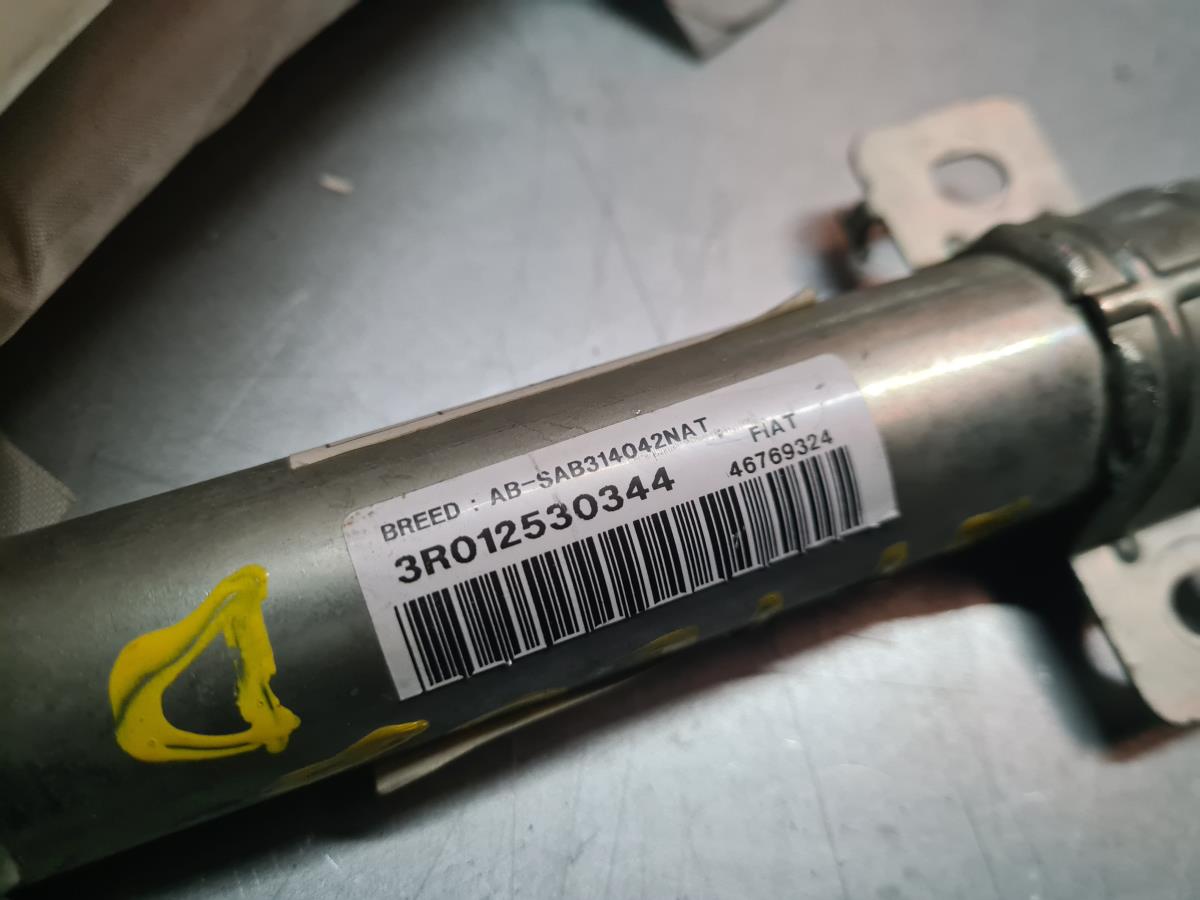 BREED : AB-SAB314042NAT FIAT
3R012530344 46769324
D